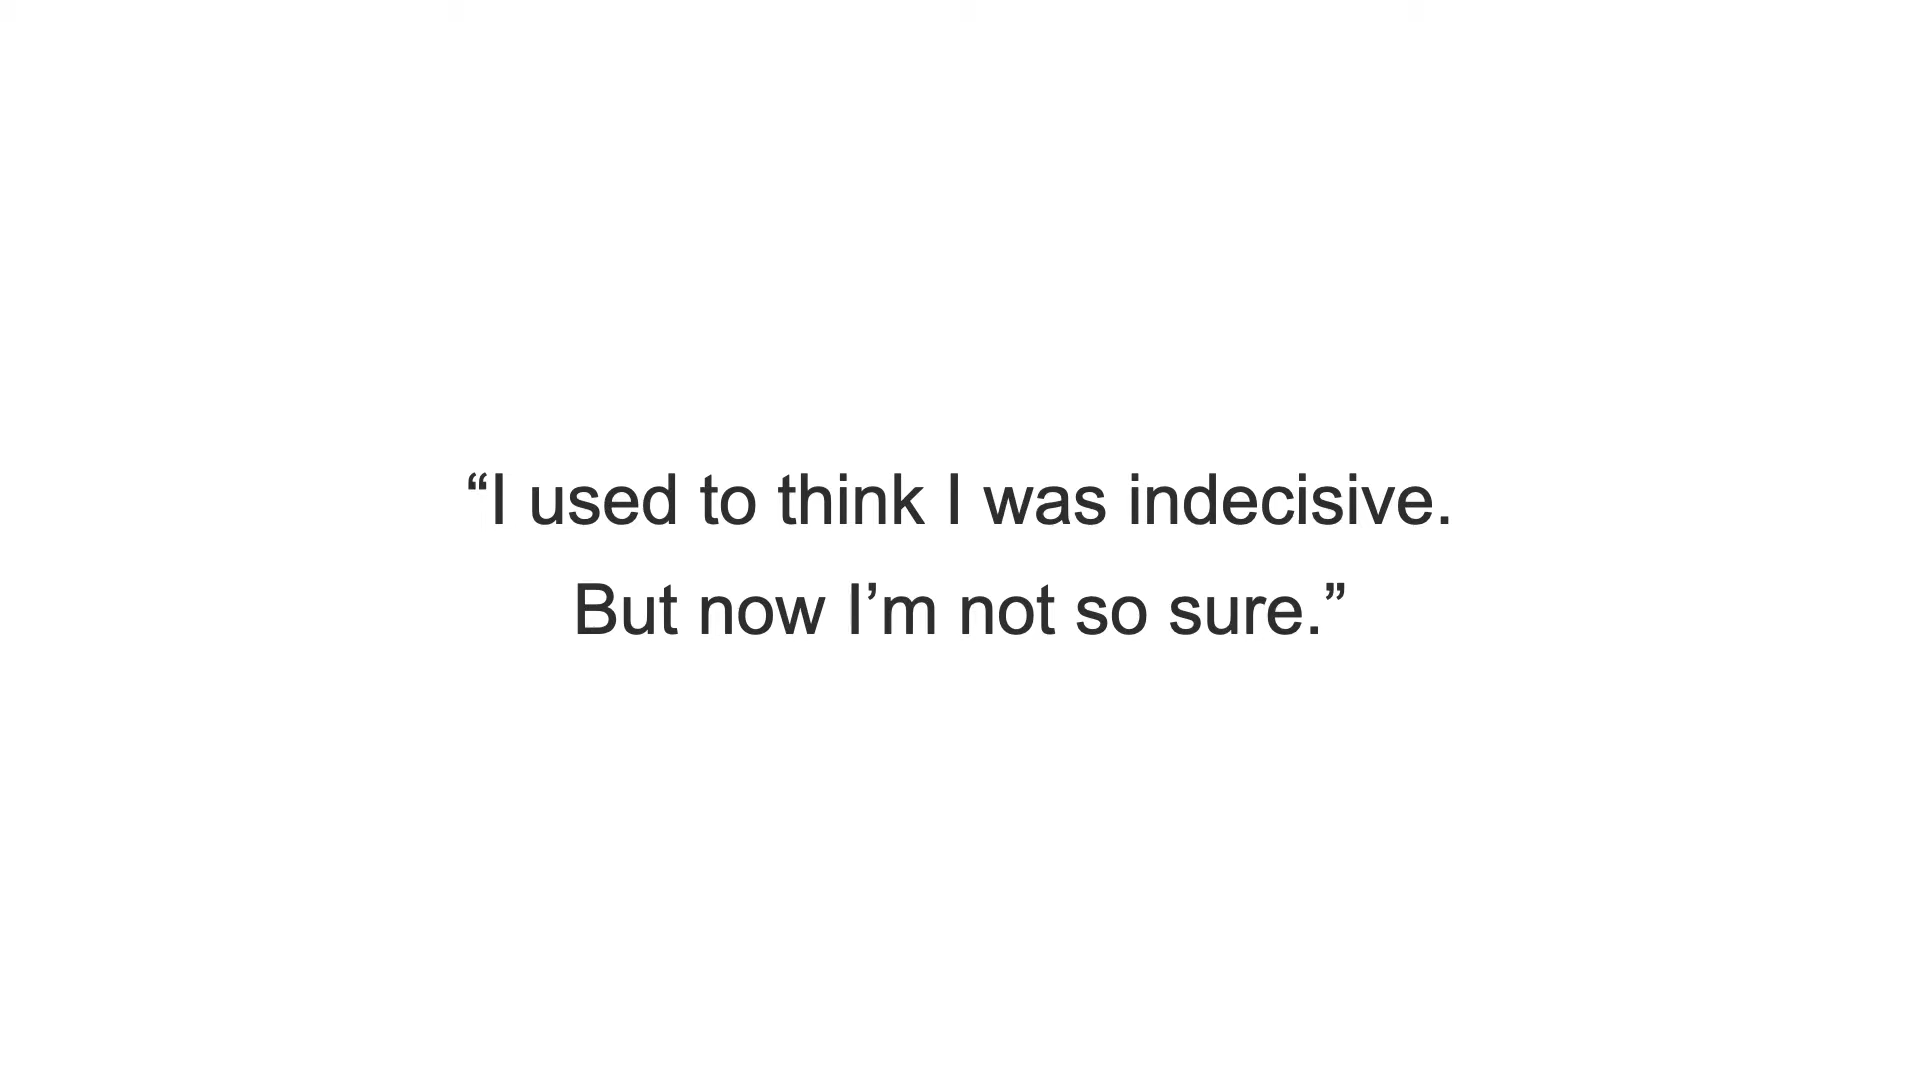 “I used to think I was indecisive.
But now I’m not so sure.”